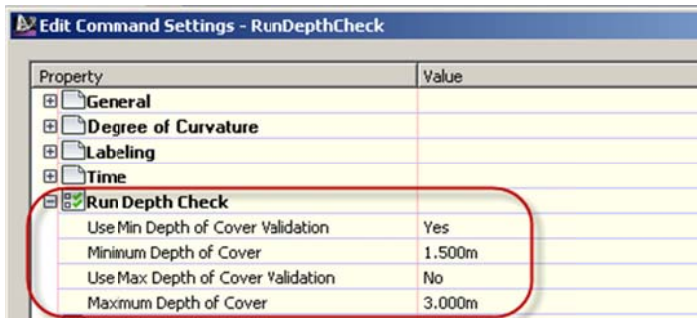 Edit Command Settings - RunDepthCheck
Property Value
General
Degree of Curvature
Labeling
Time
Run Depth Check
Use Min Depth of Cover Validation Yes
Minimum Depth of Cover 1.500m
Use Max Depth of Cover Validation No
Maximum Depth of Cover 3.000m